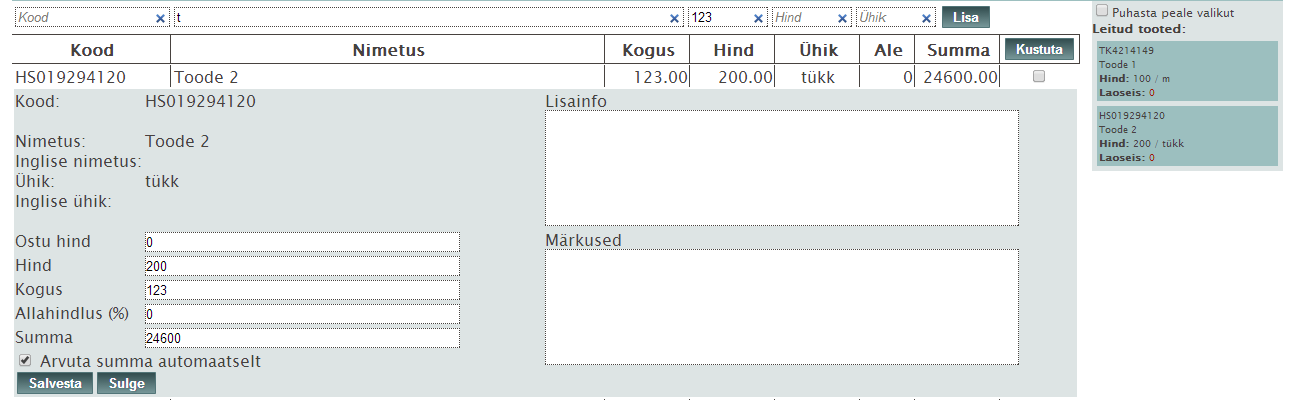 Kood t 123 Hind Ühik Lisa
Kood Nimetus Kogus Hind Ühik Ale Summa Kustuta
HS019294120 Toode 2 123.00 200.00 tükk 0 24600.00
Kood: HS019294120
Nimetus: Toode 2
Inglise nimetus:
Ühik: tükk
Inglise ühik:
Ostu hind 0
Hind 200
Kogus 123
Allahindlus (%) 0
Summa 24600
Arvuta summa automaatselt
Salvesta Sulge
Lisainfo
Märkused
Puhasta peale valikut
Leitud tooted:
TK4214149
Toode 1
Hind: 100 / m
Laoseis: 0
HS019294120
Toode 2
Hind: 200 / tükk
Laoseis: 0